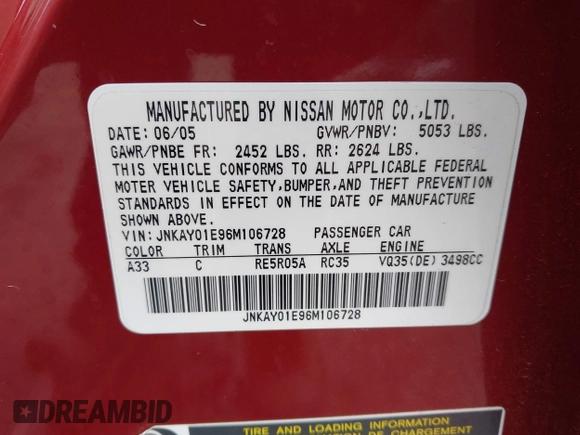 MANUFACTURED BY NISSAN MOTOR CO.,LTD.
DATE: 06/05 GVWR/PNBV: 5053 LBS.
GAWR/PNBE FR: 2452 LBS. RR: 2624 LBS.
THIS VEHICLE CONFORMS TO ALL APPLICABLE FEDERAL
MOTOR VEHICLE SAFETY,BUMPER,AND THEFT PREVENTION
STANDARDS IN EFFECT ON THE DATE OF MANUFACTURE
SHOWN ABOVE.
VIN: JNKAY01E96M106728 PASSENGER CAR
COLOR TRIM TRANS AXLE ENGINE
A33 C RE5R05A RC35 VQ35(DE) 3498CC
JNKAY01E96M106728
DREAMBID
TIRE AND LOADING INFORMATION
DE CHARGEMENT